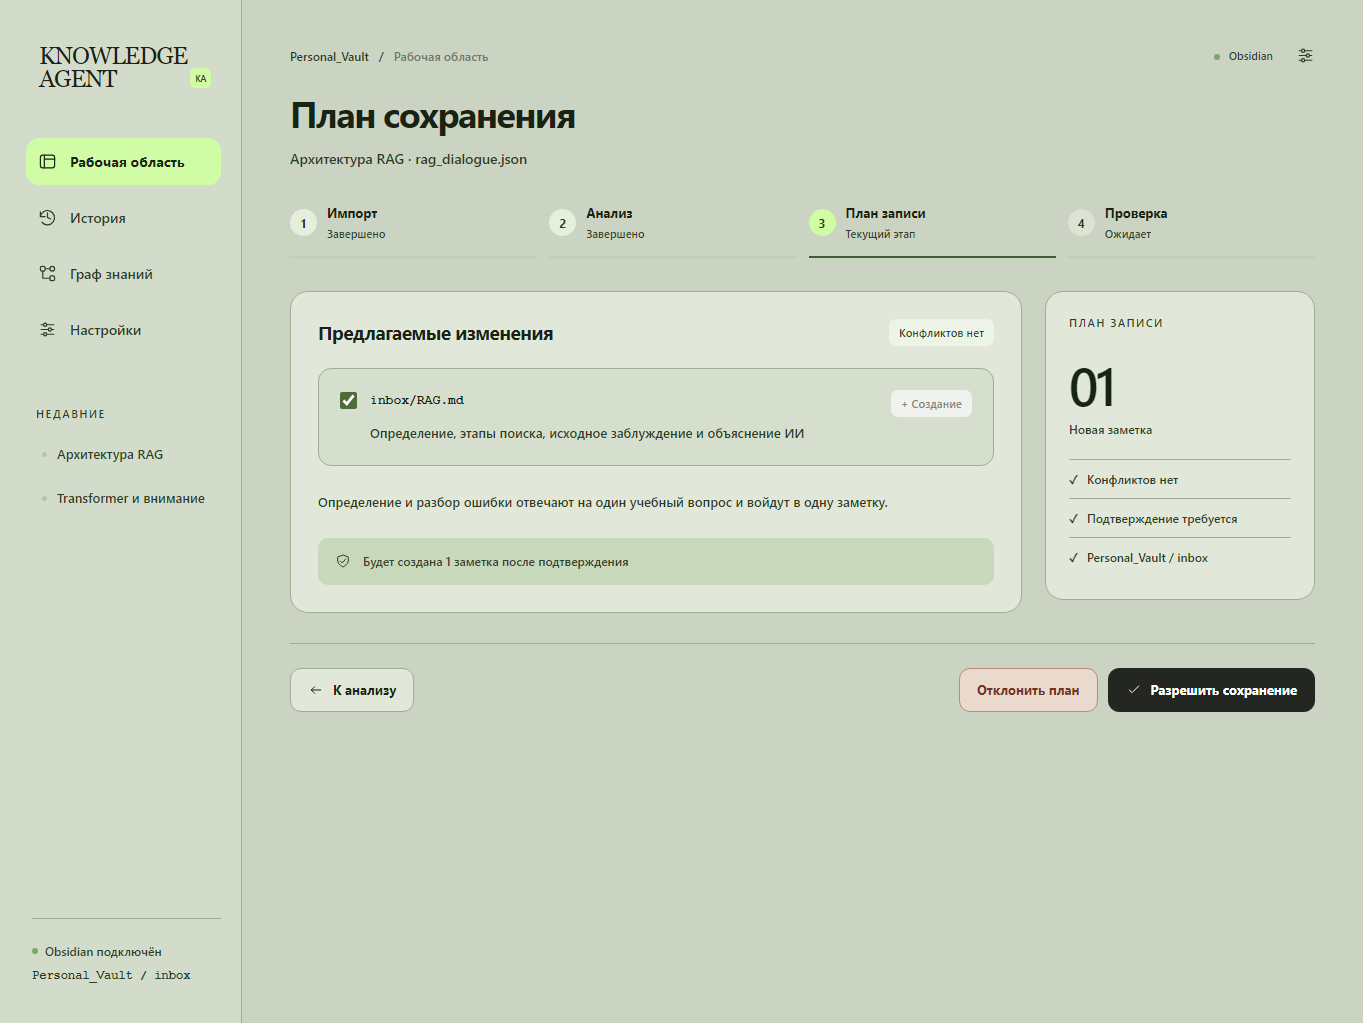 KNOWLEDGE
AGENT
KA
Рабочая область
История
Граф знаний
Настройки
НЕДАВНИЕ
Архитектура RAG
Transformer и внимание
Obsidian подключён
Personal_Vault / inbox
Personal_Vault / Рабочая область
Obsidian
План сохранения
Архитектура RAG · rag_dialogue.json
1
Импорт
Завершено
2
Анализ
Завершено
3
План записи
Текущий этап
4
Проверка
Ожидает
Предлагаемые изменения
Конфликтов нет
inbox/RAG.md
+ Создание
Определение, этапы поиска, исходное заблуждение и объяснение ИИ
Определение и разбор ошибки отвечают на один учебный вопрос и войдут в одну заметку.
Будет создана 1 заметка после подтверждения
ПЛАН ЗАПИСИ
01
Новая заметка
✓ Конфликтов нет
✓ Подтверждение требуется
✓ Personal_Vault / inbox
← К анализу
Отклонить план
✓ Разрешить сохранение